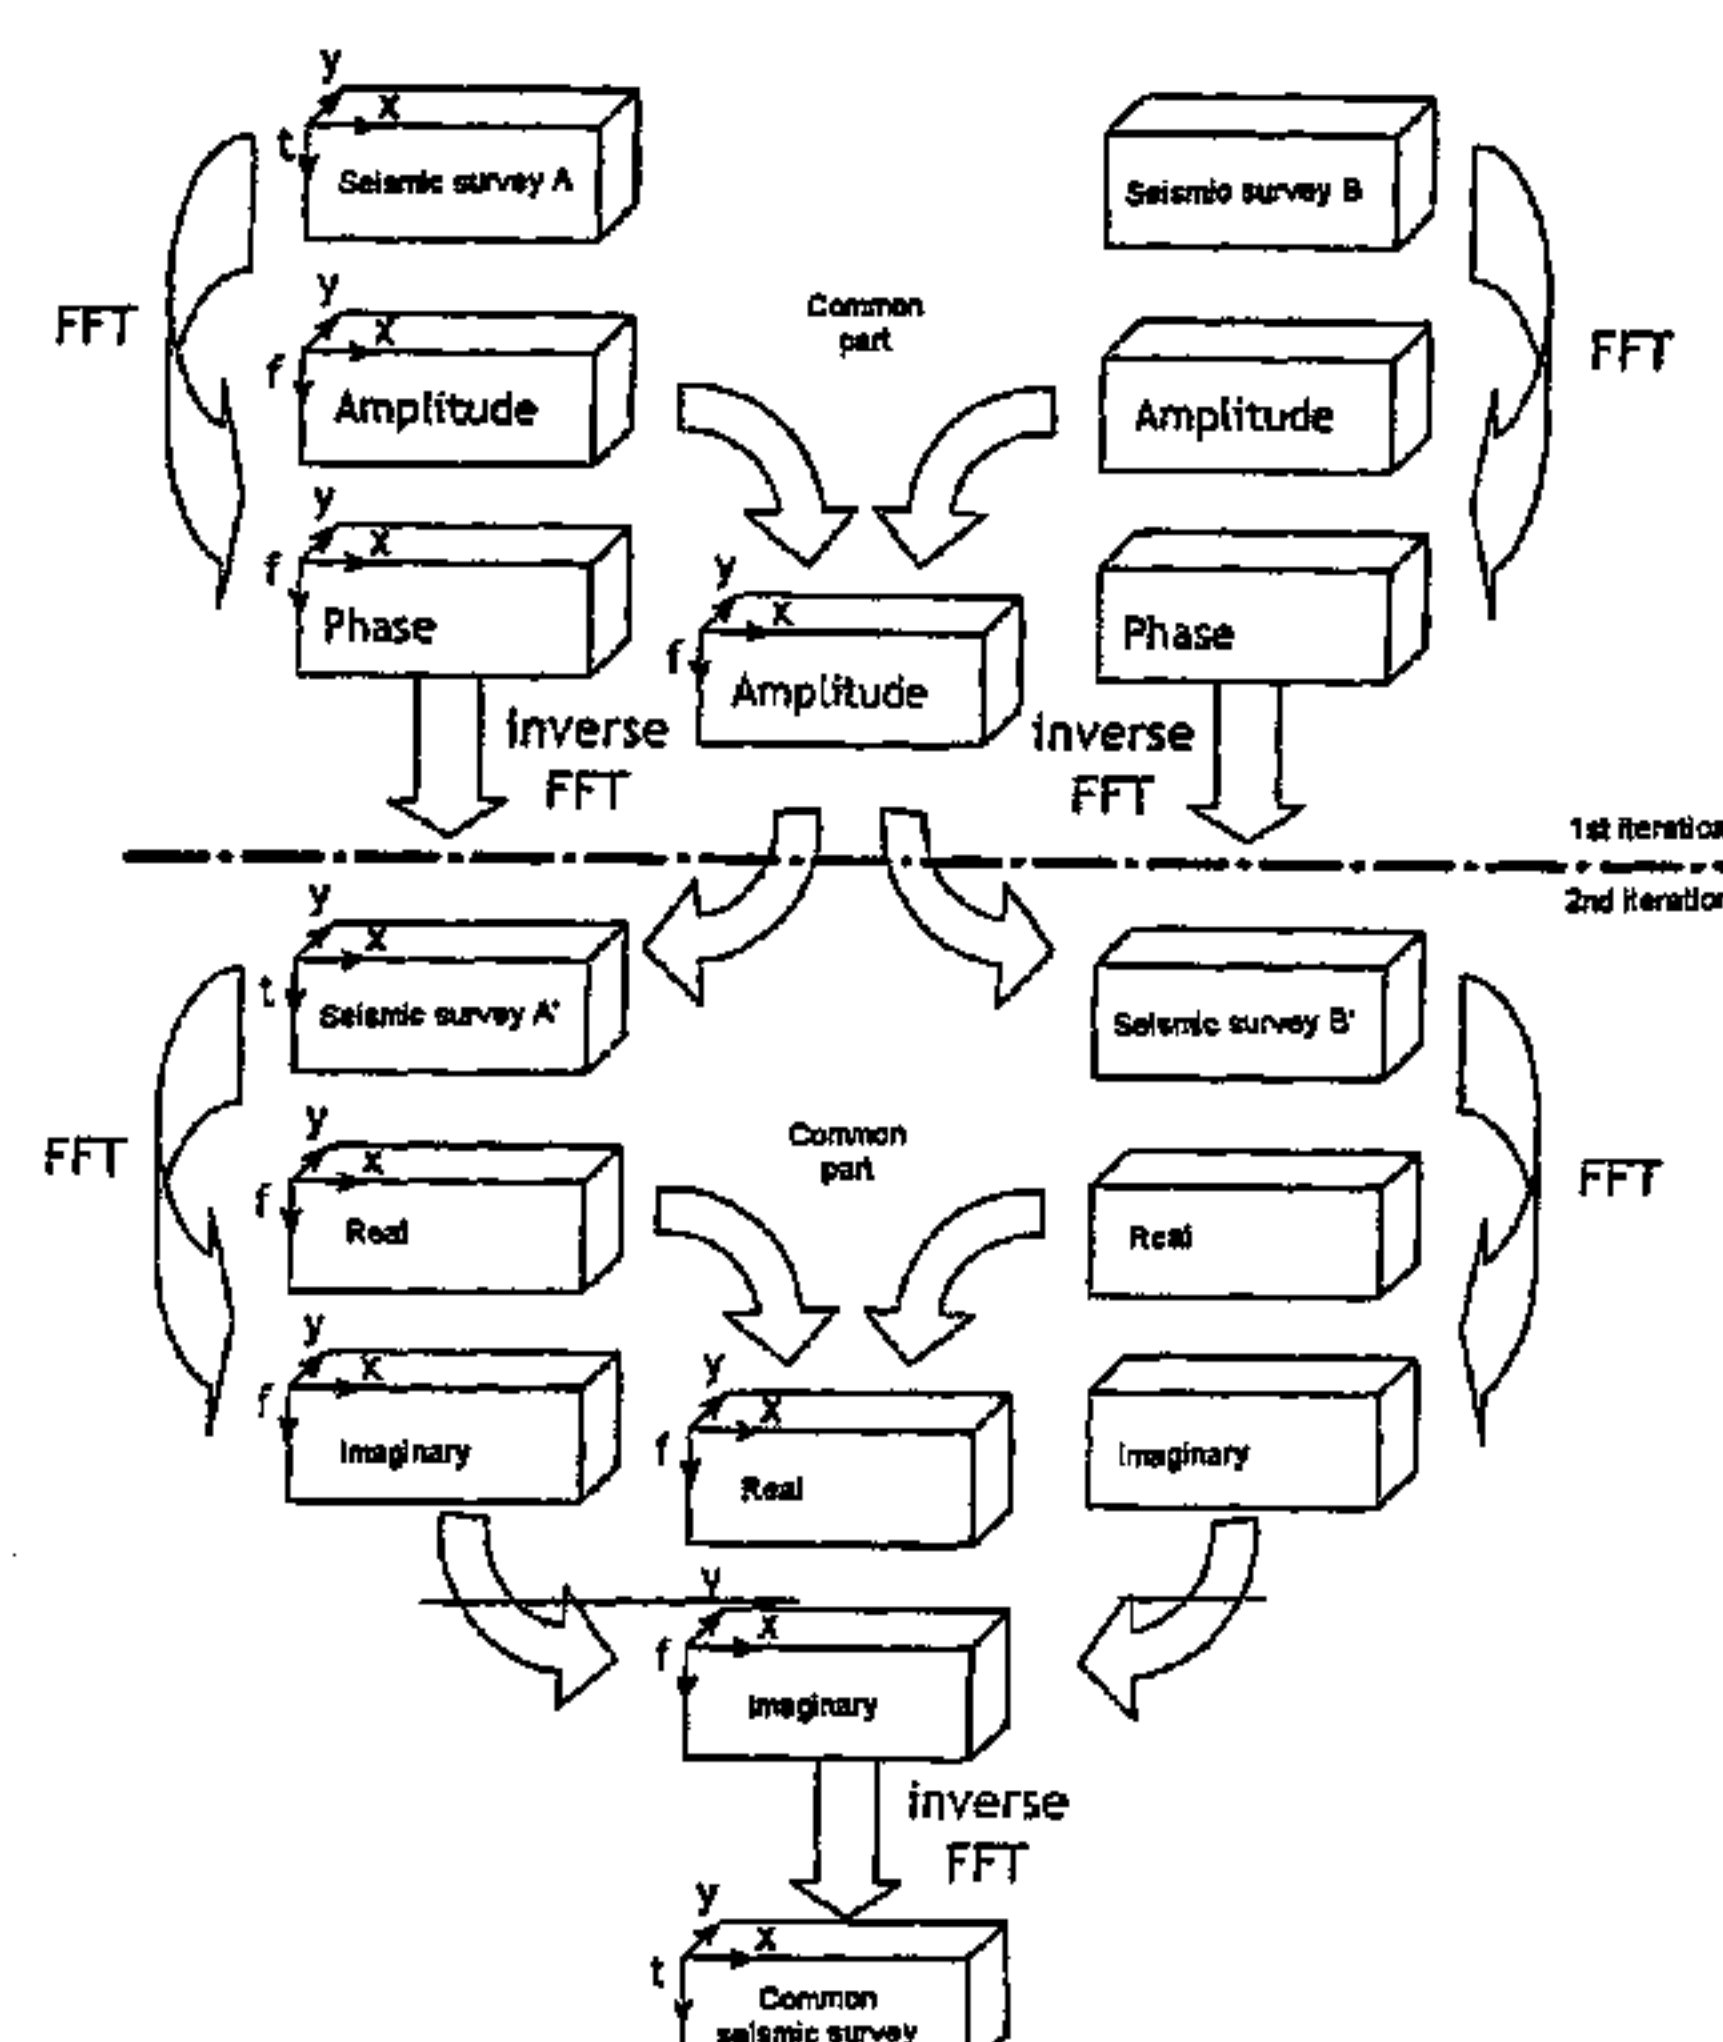 y
x
t
Seismic survey A
Seismic survey B
FFT
y
x
f
Amplitude
Common
part
Amplitude
FFT
y
x
f
Phase
y
x
f
Amplitude
Phase
inverse
FFT
inverse
FFT
1st iteration
2nd iteration
y
x
t
Seismic survey A'
Seismic survey B'
FFT
y
x
f
Real
Common
part
Real
FFT
y
x
f
Imaginary
y
x
f
Real
Imaginary
y
x
f
Imaginary
inverse
FFT
y
x
t
Common
seismic survey